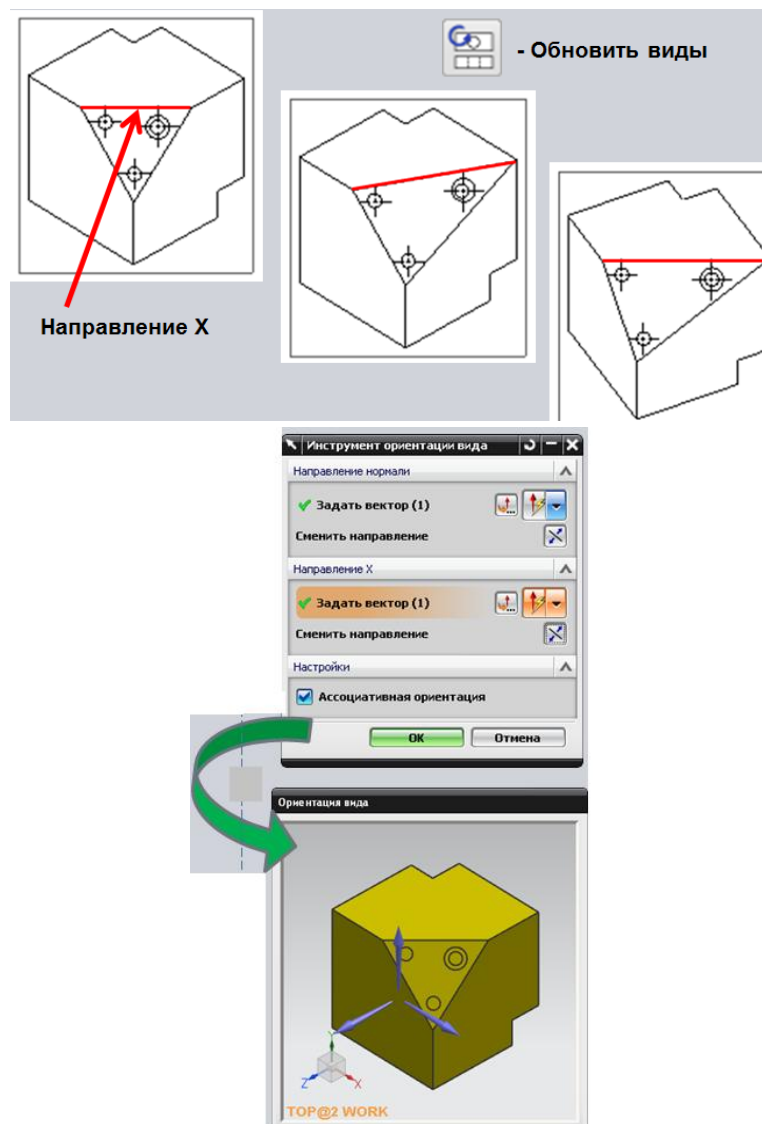 - Обновить виды
Направление X
Инструмент ориентации вида
Направление нормали
Задать вектор (1)
Сменить направление
Направление X
Задать вектор (1)
Сменить направление
Настройки
Ассоциативная ориентация
ОК Отмена
Ориентация вида
Y
Z X
TOP@2 WORK